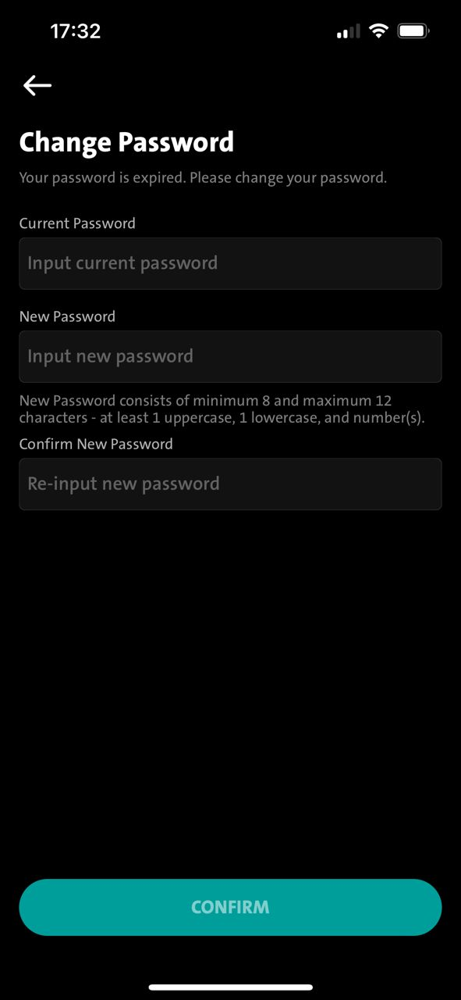 17:32
Change Password
Your password is expired. Please change your password.
Current Password
Input current password
New Password
Input new password
New Password consists of minimum 8 and maximum 12
characters - at least 1 uppercase, 1 lowercase, and number(s).
Confirm New Password
Re-input new password
CONFIRM